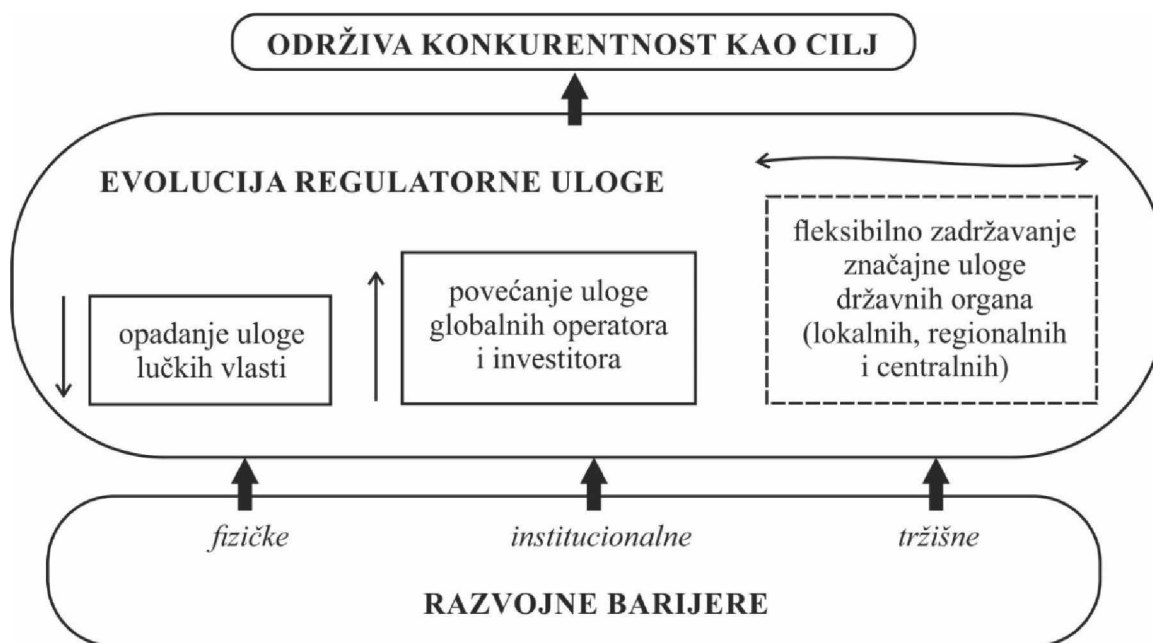 ODRŽIVA KONKURENTNOST KAO CILJ
EVOLUCIJA REGULATORNE ULOGE
opadanje uloge
lučkih vlasti
povećanje uloge
globalnih operatora
i investitora
fleksibilno zadržavanje
značajne uloge
državnih organa
(lokalnih, regionalnih
i centralnih)
fizičke
institucionalne
tržišne
RAZVOJNE BARIJERE